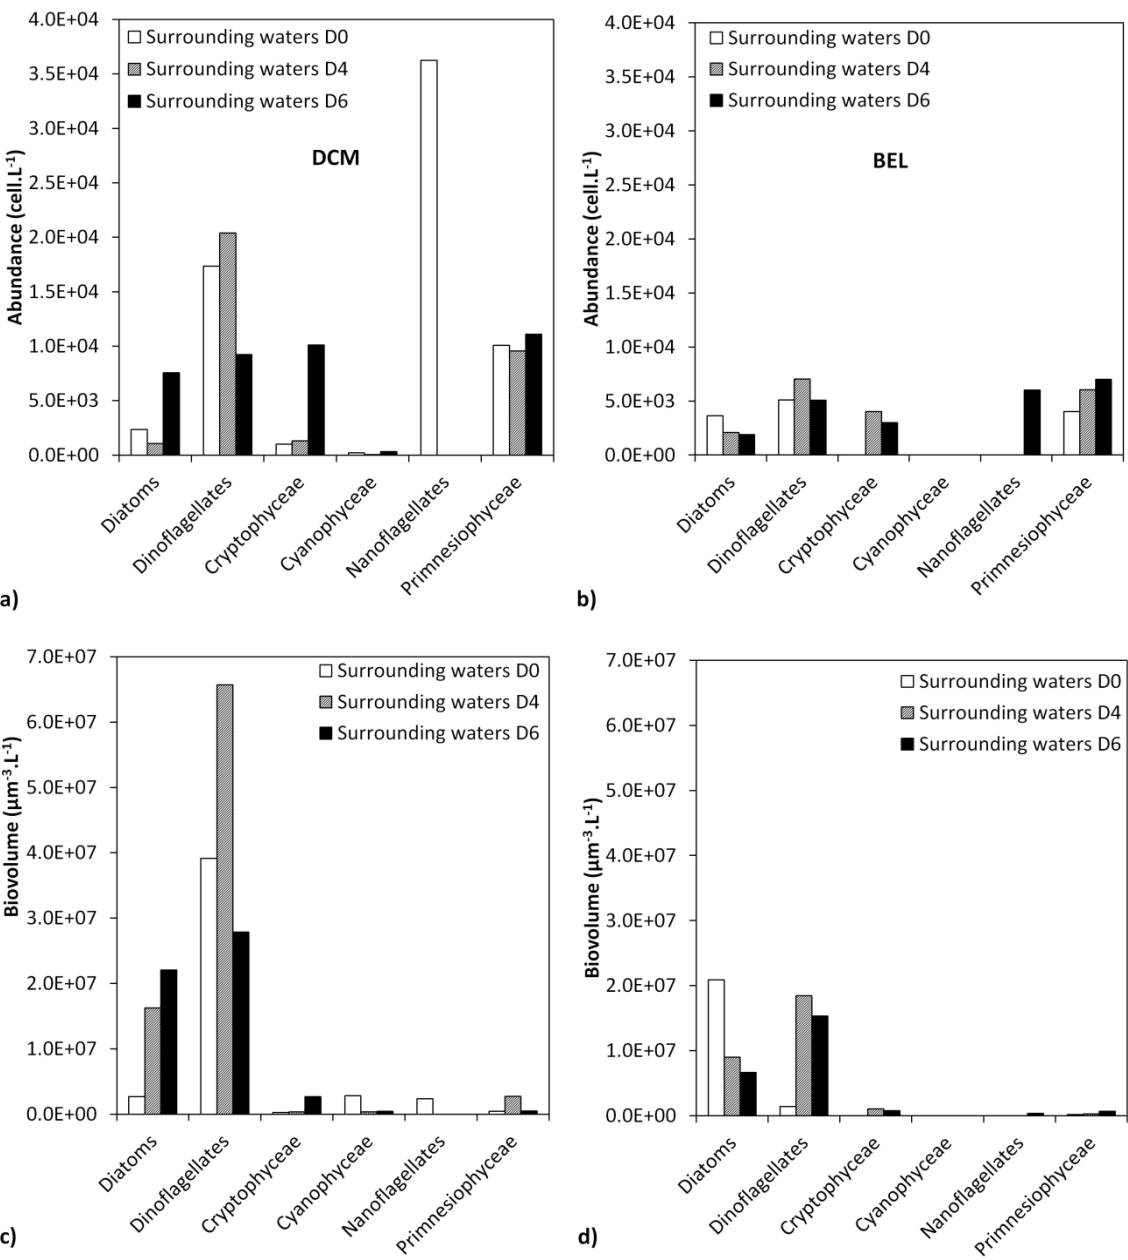 4.0E+04
3.5E+04
3.0E+04
2.5E+04
2.0E+04
1.5E+04
1.0E+04
5.0E+03
0.0E+00
Abundance (cell.L-1)
Surrounding waters D0
Surrounding waters D4
Surrounding waters D6
DCM
Diatoms
Dinoflagellates
Cryptophyceae
Cyanophyceae
Nanoflagellates
Primnesiophyceae
a)
4.0E+04
3.5E+04
3.0E+04
2.5E+04
2.0E+04
1.5E+04
1.0E+04
5.0E+03
0.0E+00
Abundance (cell.L-1)
Surrounding waters D0
Surrounding waters D4
Surrounding waters D6
BEL
Diatoms
Dinoflagellates
Cryptophyceae
Cyanophyceae
Nanoflagellates
Primnesiophyceae
b)
7.0E+07
6.0E+07
5.0E+07
4.0E+07
3.0E+07
2.0E+07
1.0E+07
0.0E+00
Biovolume (µm-3.L-1)
Surrounding waters D0
Surrounding waters D4
Surrounding waters D6
Diatoms
Dinoflagellates
Cryptophyceae
Cyanophyceae
Nanoflagellates
Primnesiophyceae
c)
7.0E+07
6.0E+07
5.0E+07
4.0E+07
3.0E+07
2.0E+07
1.0E+07
0.0E+00
Biovolume (µm-3.L-1)
Surrounding waters D0
Surrounding waters D4
Surrounding waters D6
Diatoms
Dinoflagellates
Cryptophyceae
Cyanophyceae
Nanoflagellates
Primnesiophyceae
d)